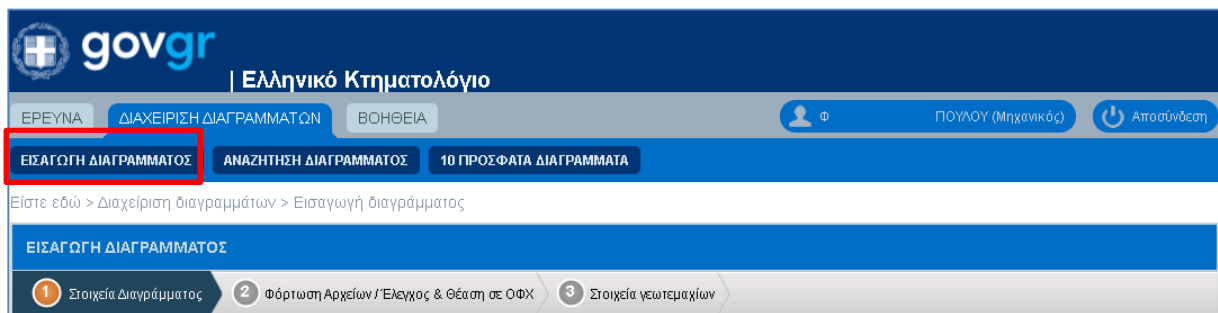 govgr
| Ελληνικό Κτηματολόγιο
ΕΡΕΥΝΑ ΔΙΑΧΕΙΡΙΣΗ ΔΙΑΓΡΑΜΜΑΤΩΝ ΒΟΗΘΕΙΑ Φ ΠΟΥΛΟΥ (Μηχανικός) Αποσύνδεση
ΕΙΣΑΓΩΓΗ ΔΙΑΓΡΑΜΜΑΤΟΣ ΑΝΑΖΗΤΗΣΗ ΔΙΑΓΡΑΜΜΑΤΟΣ 10 ΠΡΟΣΦΑΤΑ ΔΙΑΓΡΑΜΜΑΤΑ
Είστε εδώ > Διαχείριση διαγραμμάτων > Εισαγωγή διαγράμματος
ΕΙΣΑΓΩΓΗ ΔΙΑΓΡΑΜΜΑΤΟΣ
1 Στοιχεία Διαγράμματος 2 Φόρτωση Αρχείων / Έλεγχος & Θέαση σε ΟΦΧ 3 Στοιχεία γεωτεμαχίων